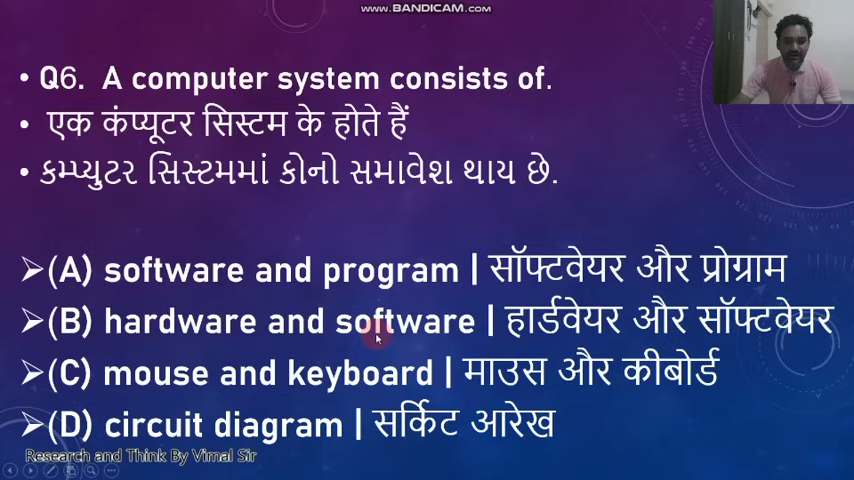 www.BANDICAM.com
• Q6. A computer system consists of.
• एक कंप्यूटर सिस्टम के होते हैं
• કમ્પ્યુટર સિસ્ટમમાં કોનો સમાવેશ થાય છે.
➢(A) software and program | सॉफ्टवेयर और प्रोग्राम
➢(B) hardware and software | हार्डवेयर और सॉफ्टवेयर
➢(C) mouse and keyboard | माउस और कीबोर्ड
➢(D) circuit diagram | सर्किट आरेख
Research and Think By Vimal Sir